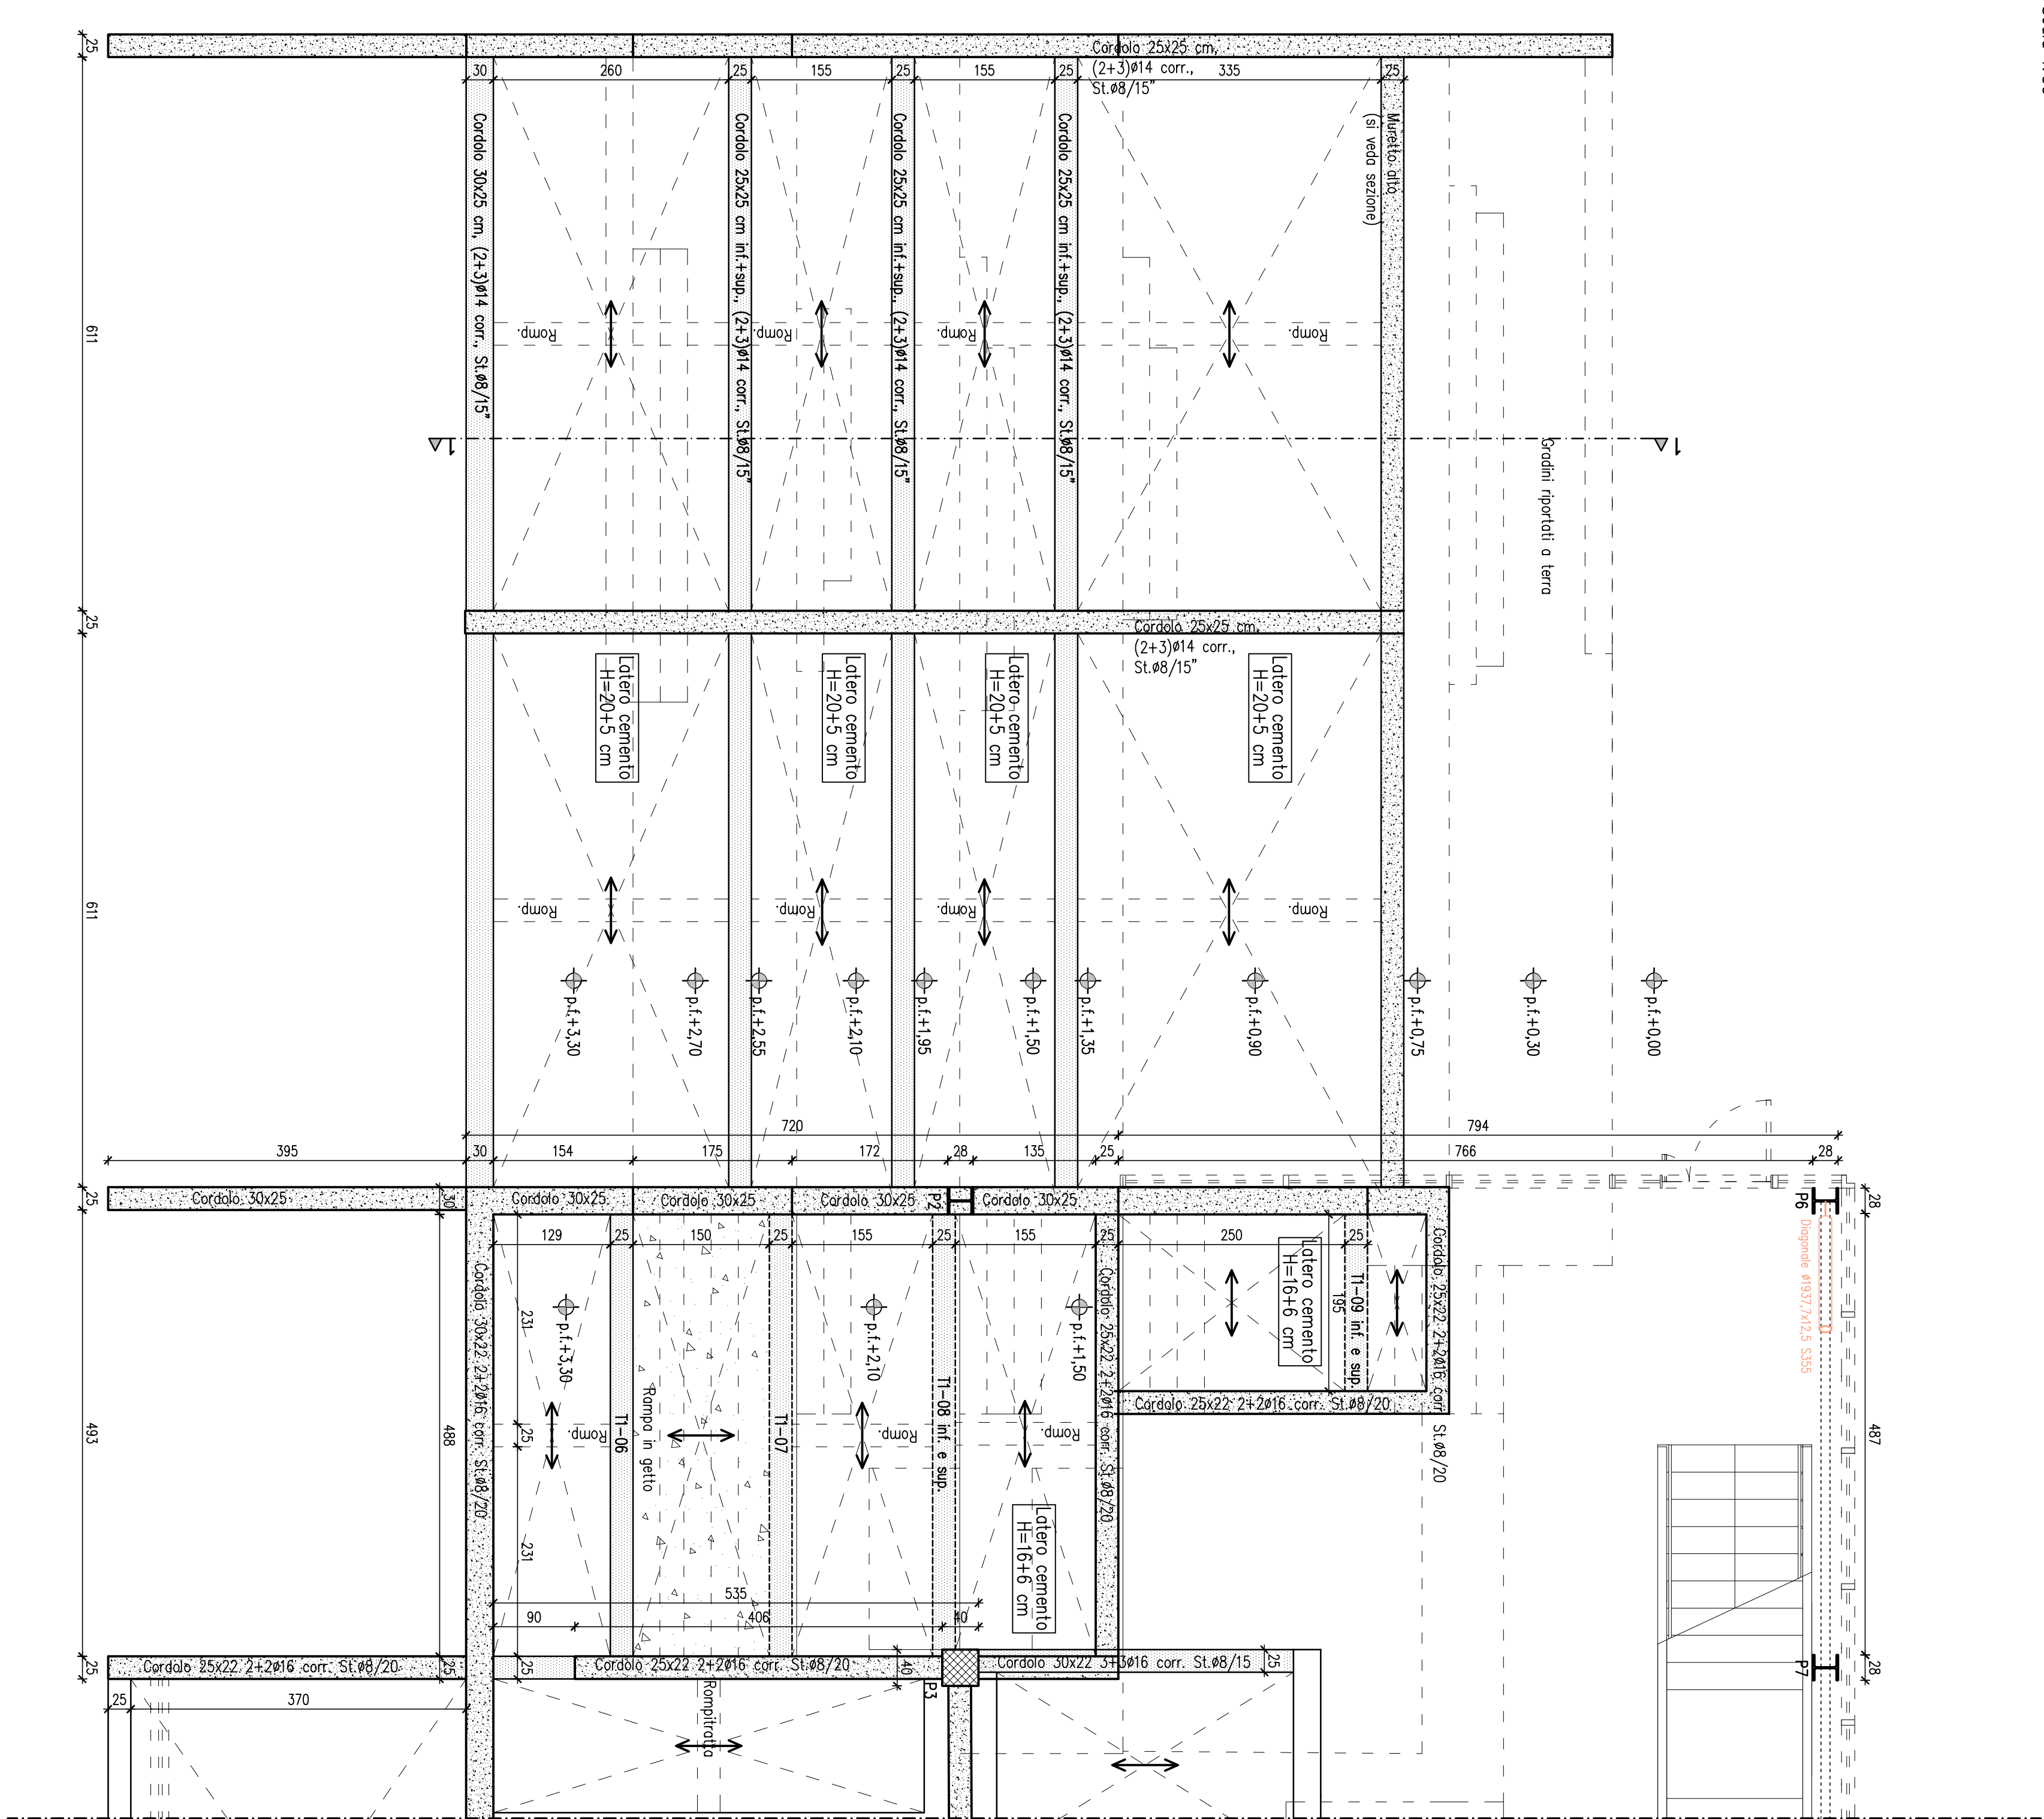 Cordolo 25x25 cm,
(2+3)ø14 corr.,
St.ø8/15"
25
30
260
25
155
25
155
25
335
25
Cordolo 30x25 cm, (2+3)ø14 corr., St.ø8/15"
Cordolo 25x25 cm inf.+sup., (2+3)ø14 corr., St.ø8/15"
Cordolo 25x25 cm inf.+sup., (2+3)ø14 corr., St.ø8/15"
Cordolo 25x25 cm inf.+sup., (2+3)ø14 corr., St.ø8/15"
Muretto alto
(si veda sezione)
Romp.
Romp.
Romp.
Romp.
611
1
1
Gradini riportati a terra
25
Cordolo 25x25 cm,
(2+3)ø14 corr.,
St.ø8/15"
Latero cemento
H=20+5 cm
Latero cemento
H=20+5 cm
Latero cemento
H=20+5 cm
Latero cemento
H=20+5 cm
611
Romp.
Romp.
Romp.
Romp.
p.f.+3,30
p.f.+2,70
p.f.+2,55
p.f.+2,10
p.f.+1,95
p.f.+1,50
p.f.+1,35
p.f.+0,90
p.f.+0,75
p.f.+0,30
p.f.+0,00
720
794
395
30
154
175
172
28
135
25
766
28
25
Cordolo 30x25
30
Cordolo 30x25
Cordolo 30x25
Cordolo 30x25
P2
Cordolo 30x25
P6
28
129
25
150
25
155
25
155
25
250
25
Cordolo 30x22 2+2ø16 corr. St.ø8/20
231
p.f.+3,30
p.f.+2,10
p.f.+1,50
Cordolo 25x22 2+2ø16 corr. St.ø8/20
Latero cemento
H=16+6 cm
195
T1-09 inf. e sup.
Cordolo 25x22 2+2ø16 corr. St.ø8/20
Diagonale ø1937,7x12,5 S355
Cordolo 25x22 2+2ø16 corr. St.ø8/20
493
488
25
Romp.
T1-06
Rampa in getto
T1-07
Romp.
T1-08 inf. e sup.
Romp.
487
231
Latero cemento
H=16+6 cm
535
90
406
40
25
Cordolo 25x22 2+2ø16 corr. St.ø8/20
25
25
Cordolo 25x22 2+2ø16 corr. St.ø8/20
40
P3
Cordolo 30x22 3+3ø16 corr. St.ø8/15
25
P7
28
25
370
Rompitratta